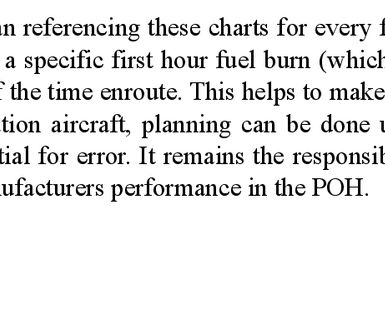 an referencing these charts for every f
a specific first hour fuel burn (which
f the time enroute. This helps to make
tion aircraft, planning can be done u
tial for error. It remains the responsib
ufacturers performance in the POH.